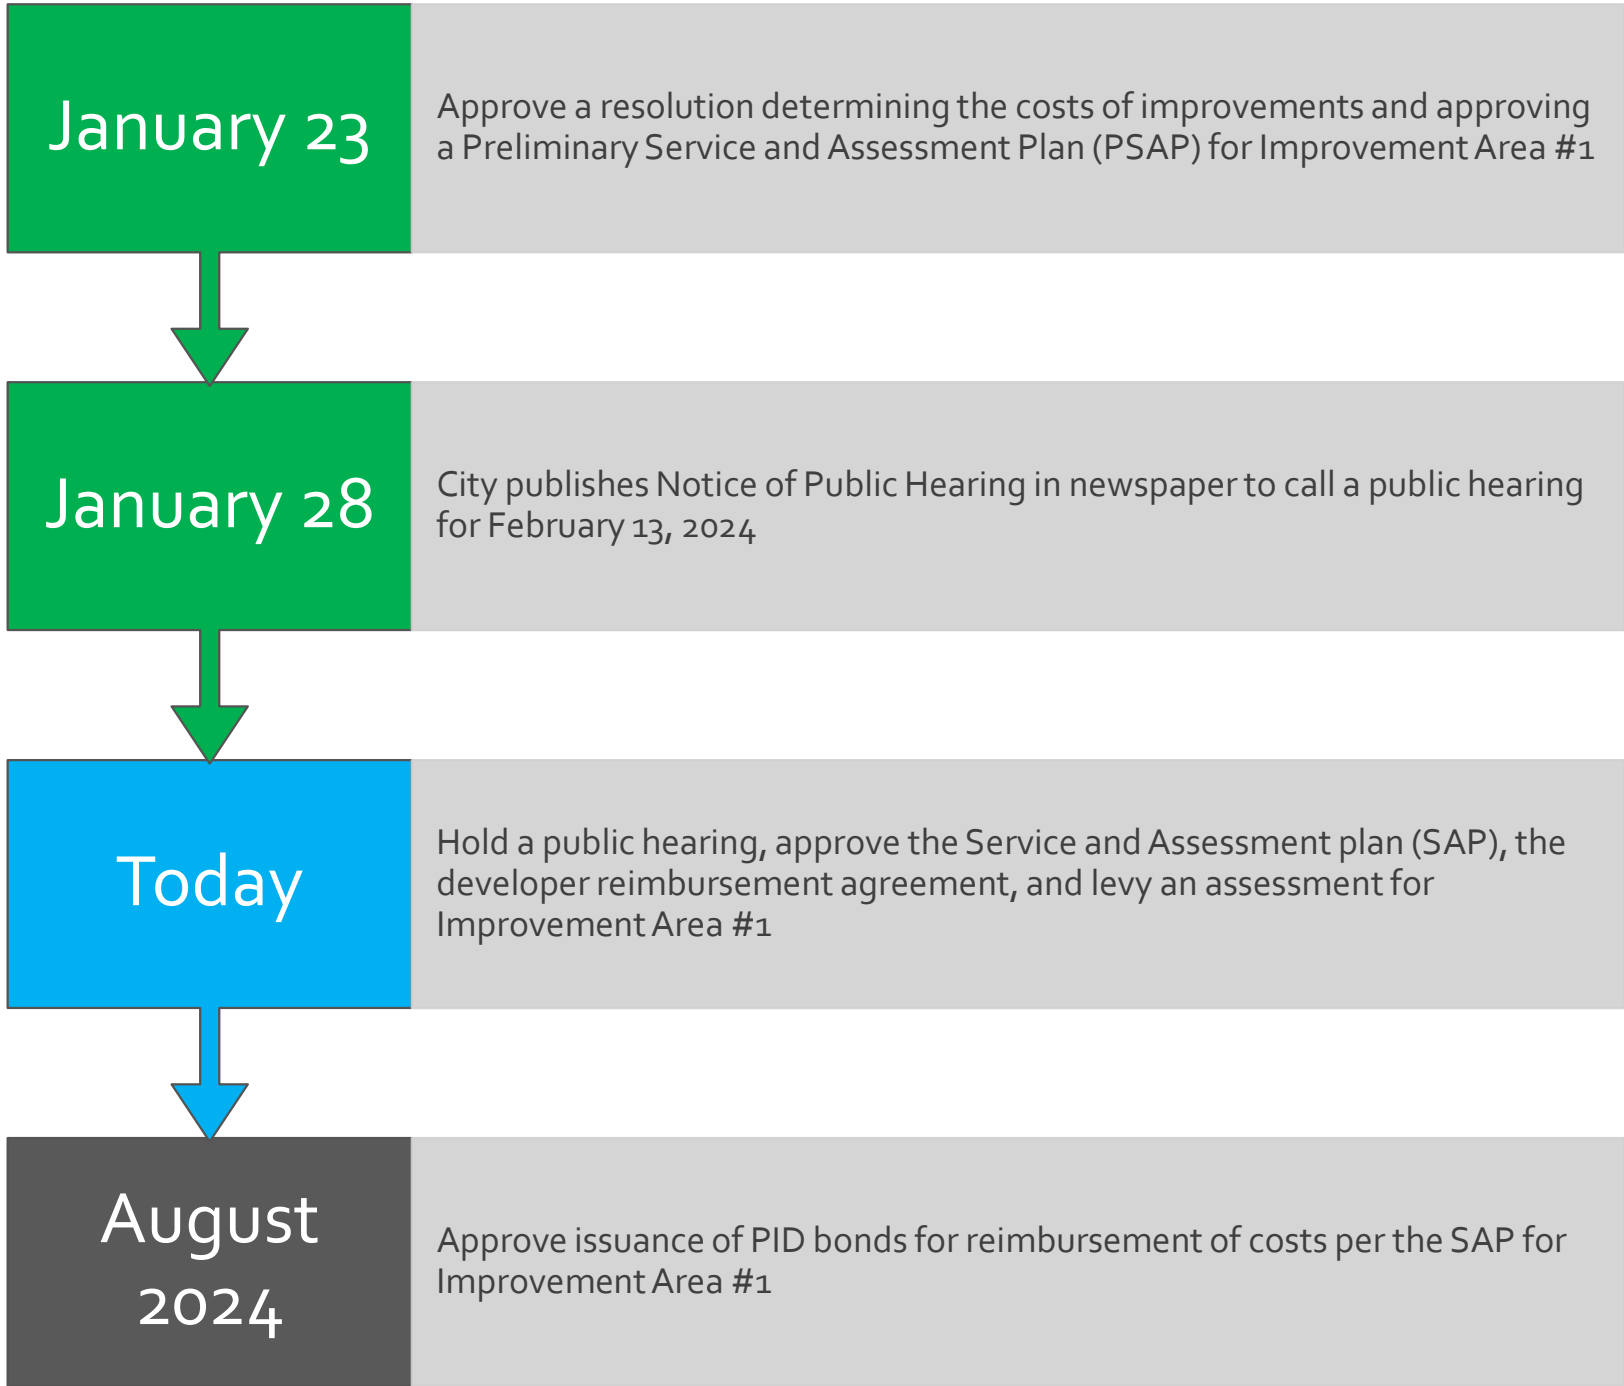 January 23
Approve a resolution determining the costs of improvements and approving
a Preliminary Service and Assessment Plan (PSAP) for Improvement Area #1
January 28
City publishes Notice of Public Hearing in newspaper to call a public hearing
for February 13, 2024
Today
Hold a public hearing, approve the Service and Assessment plan (SAP), the
developer reimbursement agreement, and levy an assessment for
Improvement Area #1
August
2024
Approve issuance of PID bonds for reimbursement of costs per the SAP for
Improvement Area #1